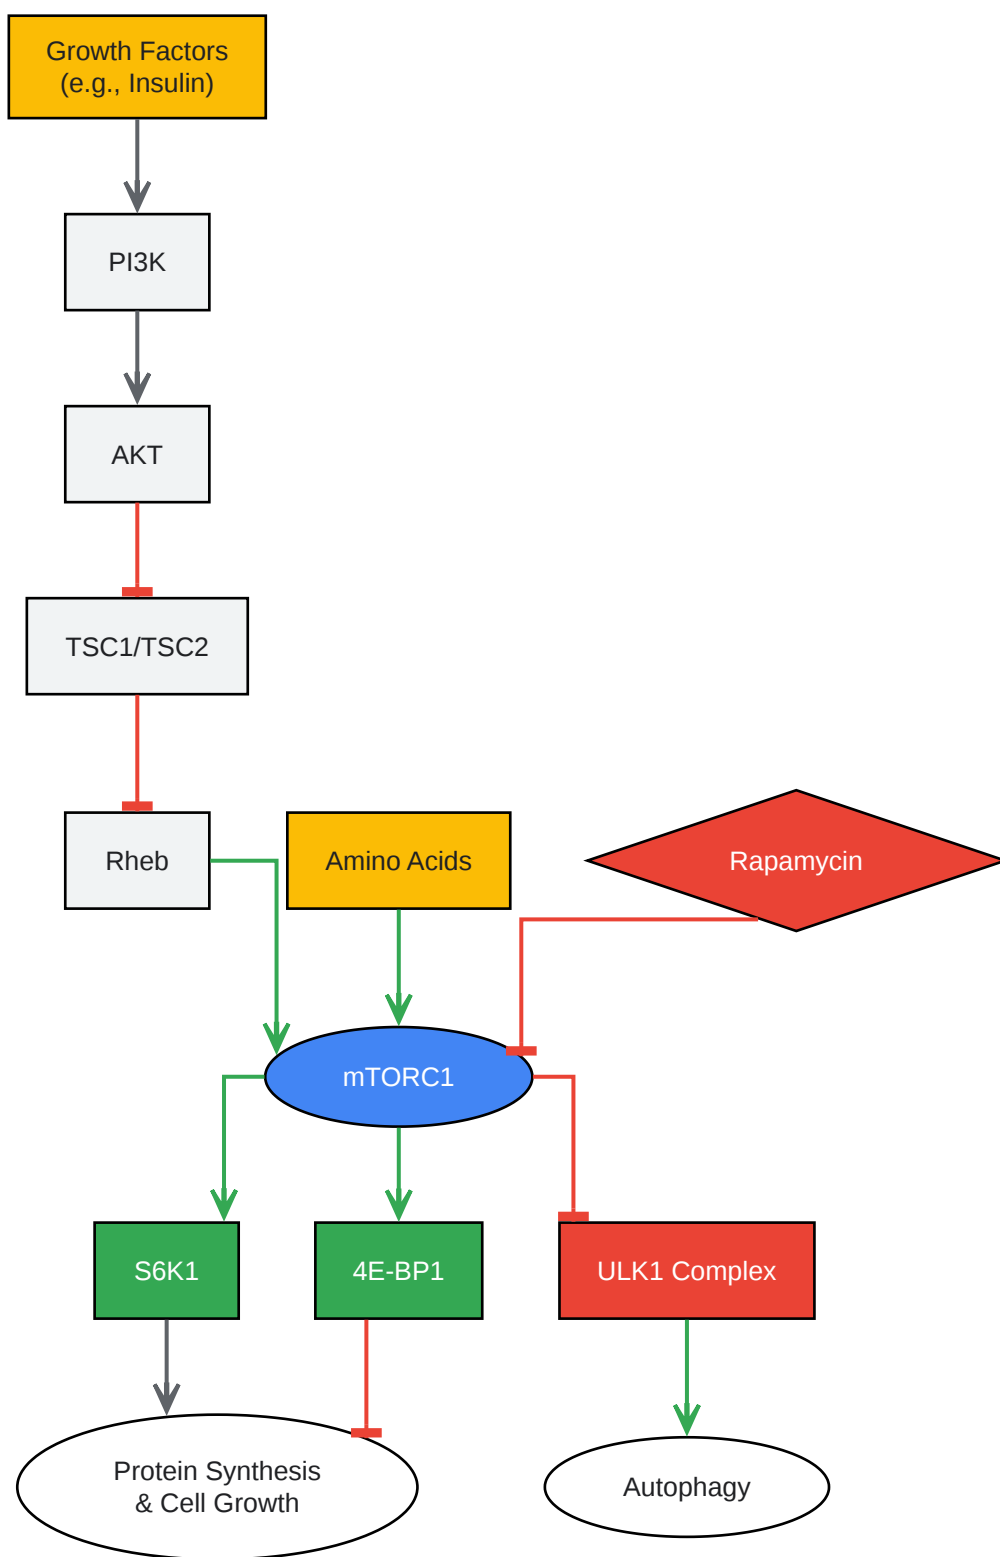 Growth Factors
(e.g., Insulin)
PI3K
AKT
TSC1/TSC2
Rheb
Amino Acids
Rapamycin
mTORC1
S6K1
4E-BP1
ULK1 Complex
Protein Synthesis
& Cell Growth
Autophagy